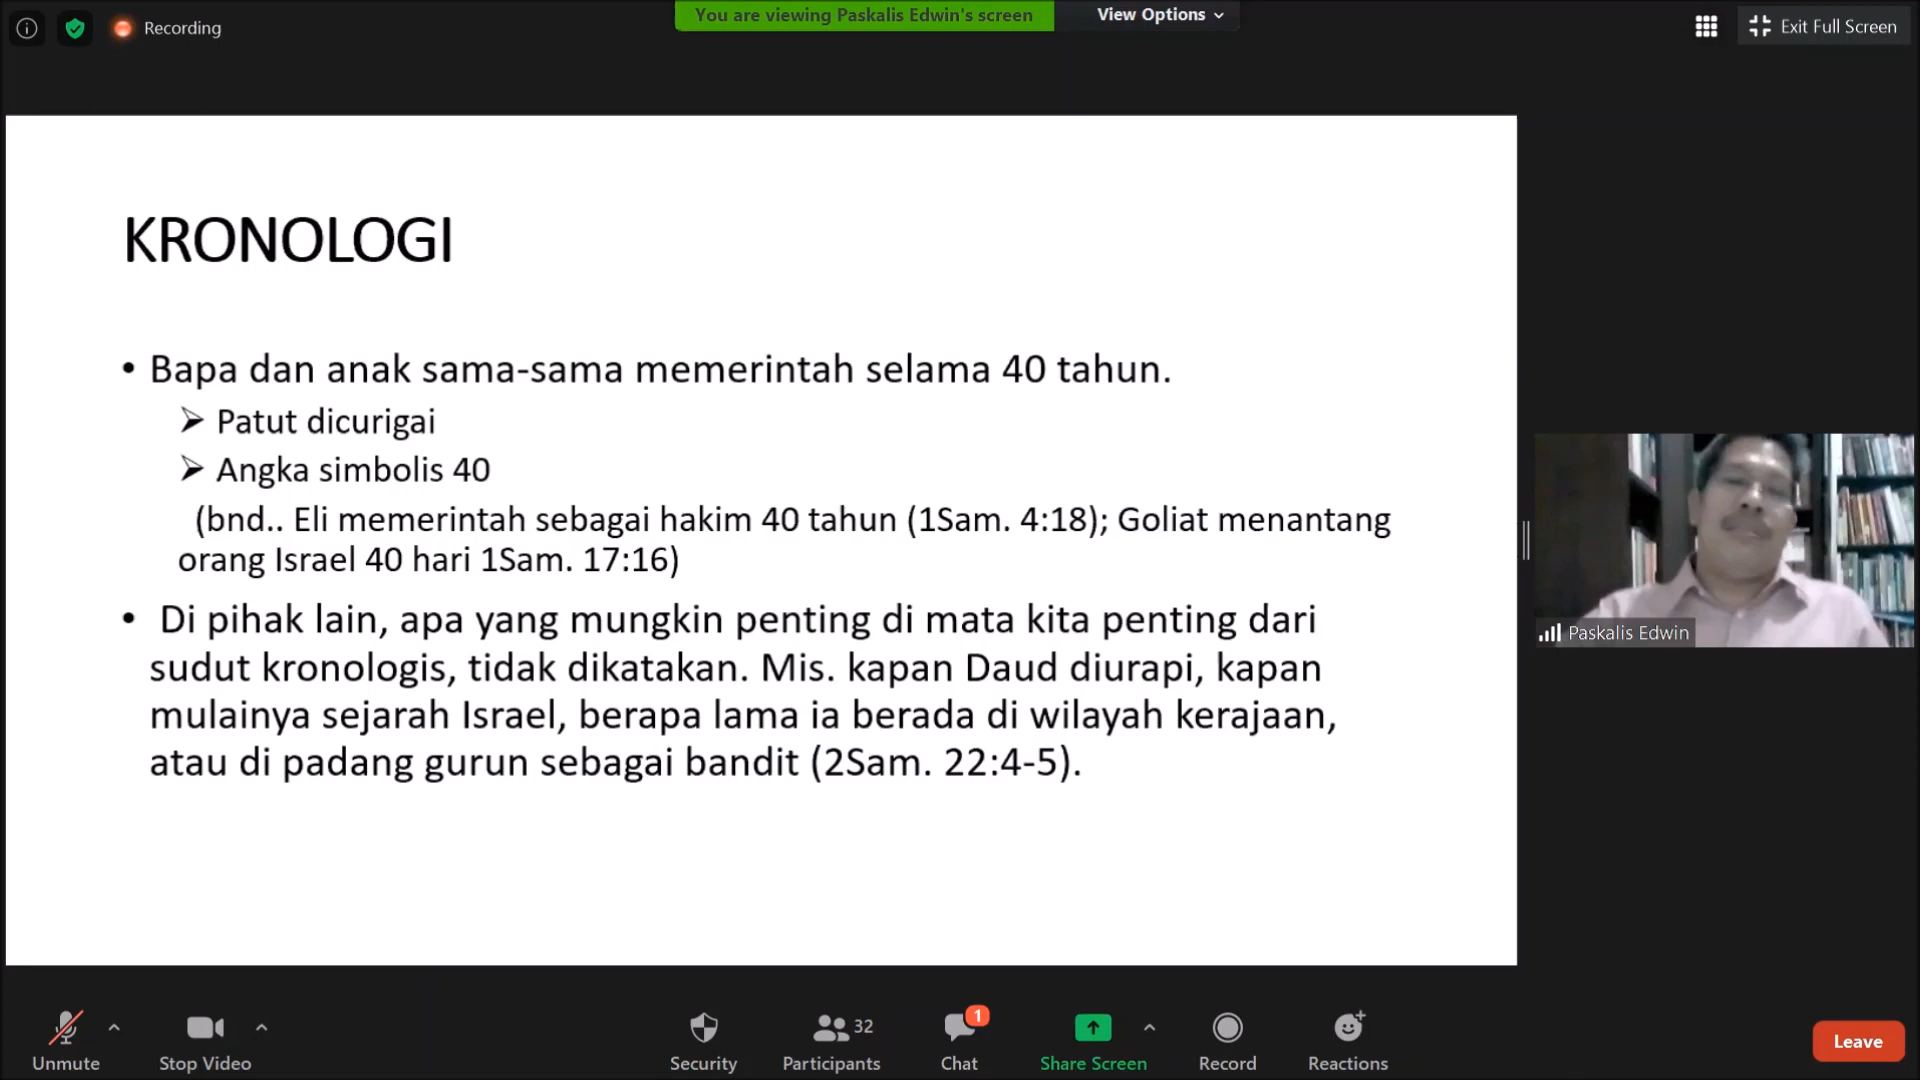 Recording
You are viewing Paskalis Edwin's screen
View Options
Exit Full Screen
KRONOLOGI
• Bapa dan anak sama-sama memerintah selama 40 tahun.
➢ Patut dicurigai
➢ Angka simbolis 40
(bnd.. Eli memerintah sebagai hakim 40 tahun (1Sam. 4:18); Goliat menantang
orang Israel 40 hari 1Sam. 17:16)
• Di pihak lain, apa yang mungkin penting di mata kita penting dari
sudut kronologis, tidak dikatakan. Mis. kapan Daud diurapi, kapan
mulainya sejarah Israel, berapa lama ia berada di wilayah kerajaan,
atau di padang gurun sebagai bandit (2Sam. 22:4-5).
Paskalis Edwin
Unmute
Stop Video
Security
32
Participants
1
Chat
Share Screen
Record
Reactions
Leave